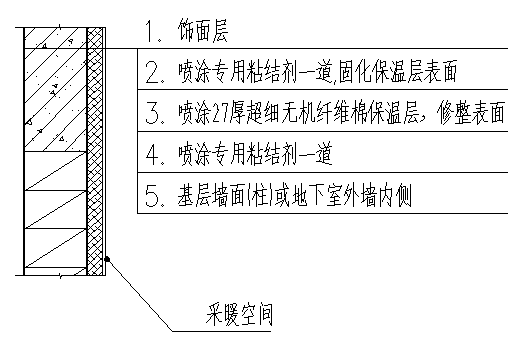 1. 饰面层
2. 喷涂专用粘结剂一道,固化保温层表面
3. 喷涂27厚超细无机纤维棉保温层，修整表面
4. 喷涂专用粘结剂一道
5. 基层墙面(柱)或地下室外墙内侧
采暖空间